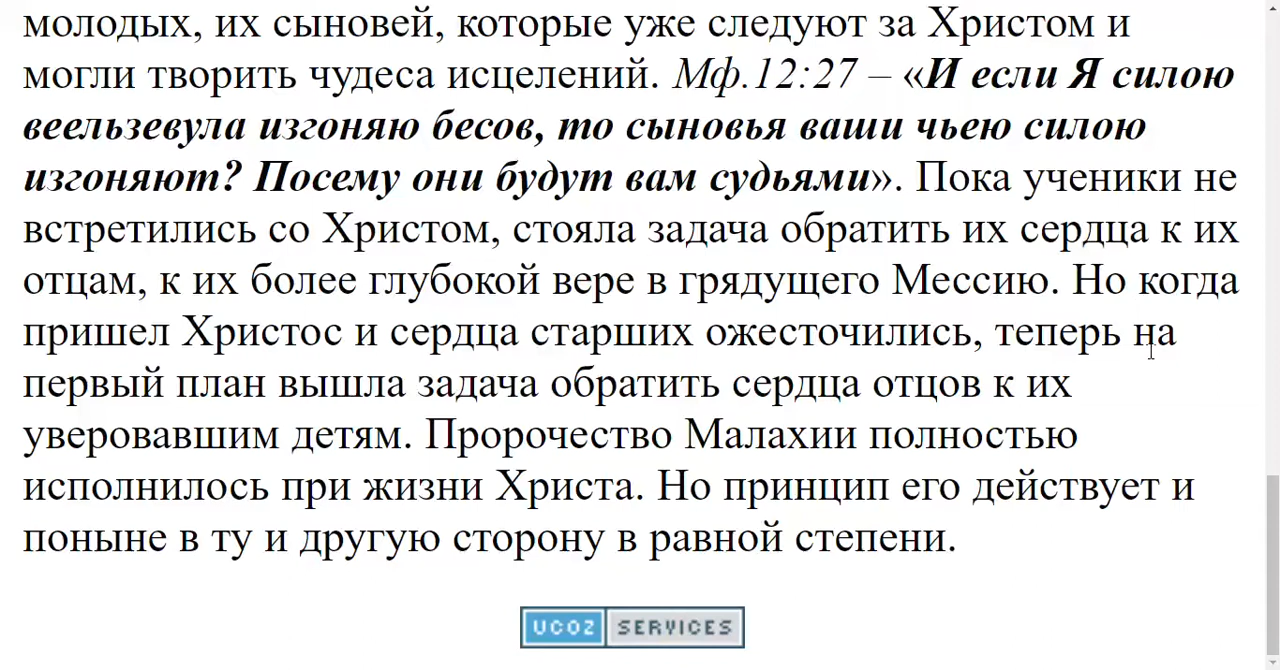 молодых, их сыновей, которые уже следуют за Христом и
могли творить чудеса исцелений. Мф.12:27 – «И если Я силою
веельзевула изгоняю бесов, то сыновья ваши чьею силою
изгоняют? Посему они будут вам судьями». Пока ученики не
встретились со Христом, стояла задача обратить их сердца к их
отцам, к их более глубокой вере в грядущего Мессию. Но когда
пришел Христос и сердца старших ожесточились, теперь на
первый план вышла задача обратить сердца отцов к их
уверовавшим детям. Пророчество Малахии полностью
исполнилось при жизни Христа. Но принцип его действует и
поныне в ту и другую сторону в равной степени.
UCOZ SERVICES